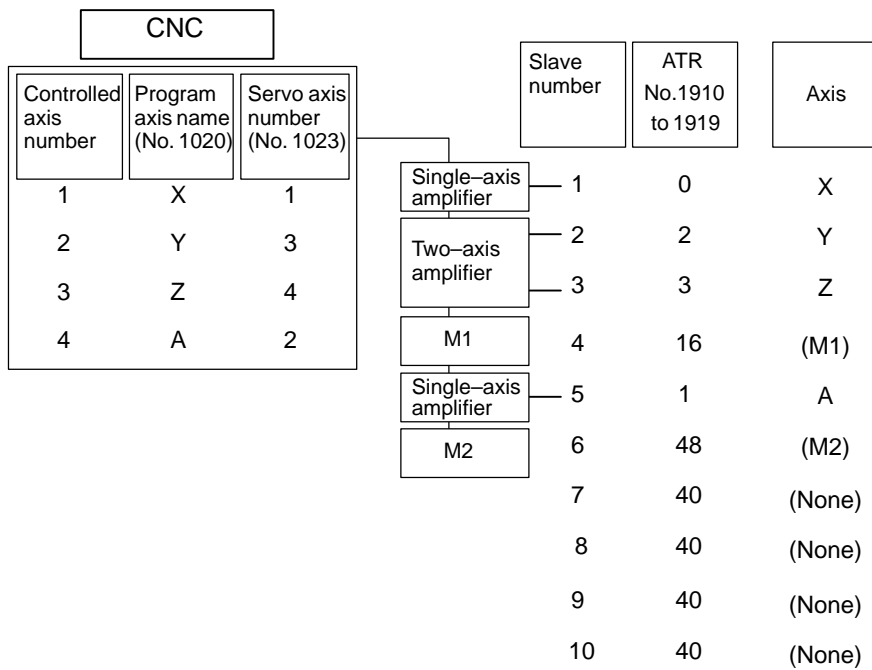 CNC
Controlled
axis
number
Program
axis name
(No. 1020)
Servo axis
number
(No. 1023)
1 X 1
2 Y 3
3 Z 4
4 A 2
Single–axis
amplifier
Two–axis
amplifier
M1
Single–axis
amplifier
M2
Slave
number
ATR
No.1910
to 1919
Axis
1 0 X
2 2 Y
3 3 Z
4 16 (M1)
5 1 A
6 48 (M2)
7 40 (None)
8 40 (None)
9 40 (None)
10 40 (None)